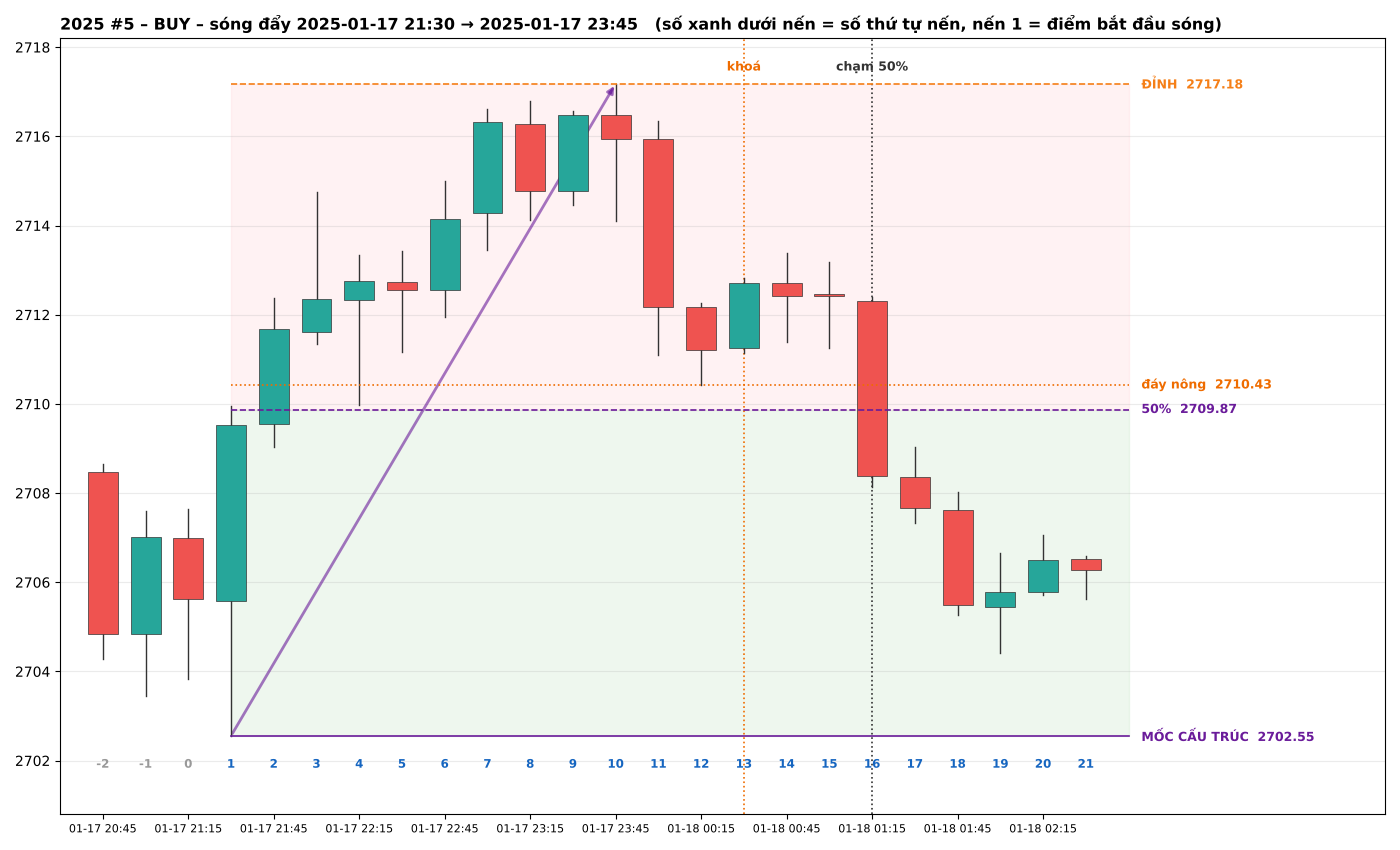 2025 #5 – BUY – sóng đẩy 2025-01-17 21:30 → 2025-01-17 23:45 (số xanh dưới nến = số thứ tự nến, nến 1 = điểm bắt đầu sóng)
2718
khoá
chạm 50%
ĐỈNH 2717.18
2716
2714
2712
đáy nông 2710.43
2710
50% 2709.87
2708
2706
2704
MỐC CẤU TRÚC 2702.55
2702
-2 -1 0 1 2 3 4 5 6 7 8 9 10 11 12 13 14 15 16 17 18 19 20 21
01-17 20:45 01-17 21:15 01-17 21:45 01-17 22:15 01-17 22:45 01-17 23:15 01-17 23:45 01-18 00:15 01-18 00:45 01-18 01:15 01-18 01:45 01-18 02:15